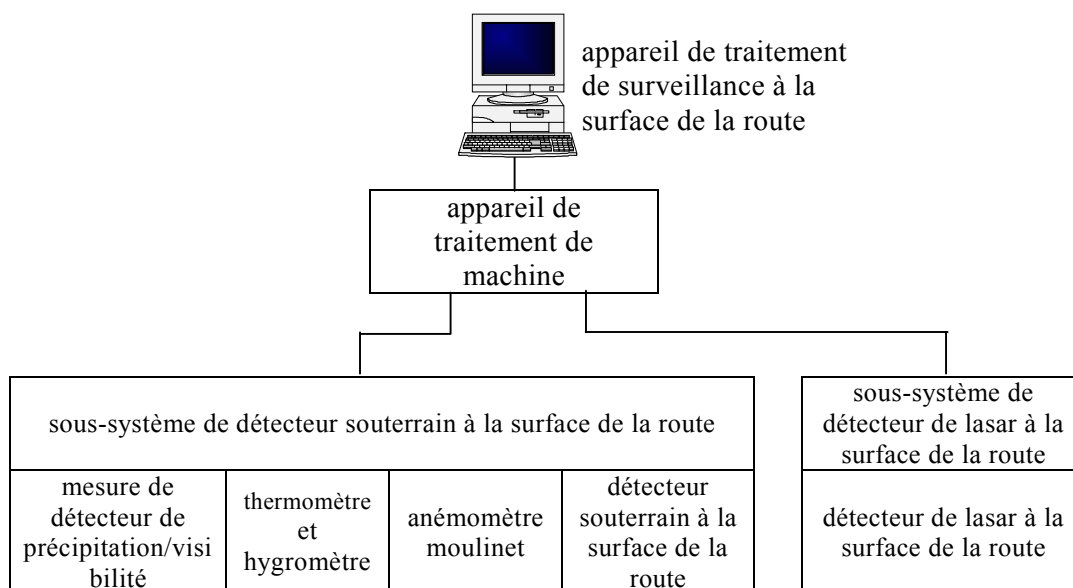 appareil de traitement
de surveillance à la
surface de la route
appareil de
traitement de
machine
sous-système de détecteur souterrain à la surface de la route
mesure de
détecteur de
précipitation/visi
bilité
thermomètre
et
hygromètre
anémomètre
moulinet
détecteur
souterrain à la
surface de la
route
sous-système de
détecteur de lasar à la
surface de la route
détecteur de lasar à la
surface de la route